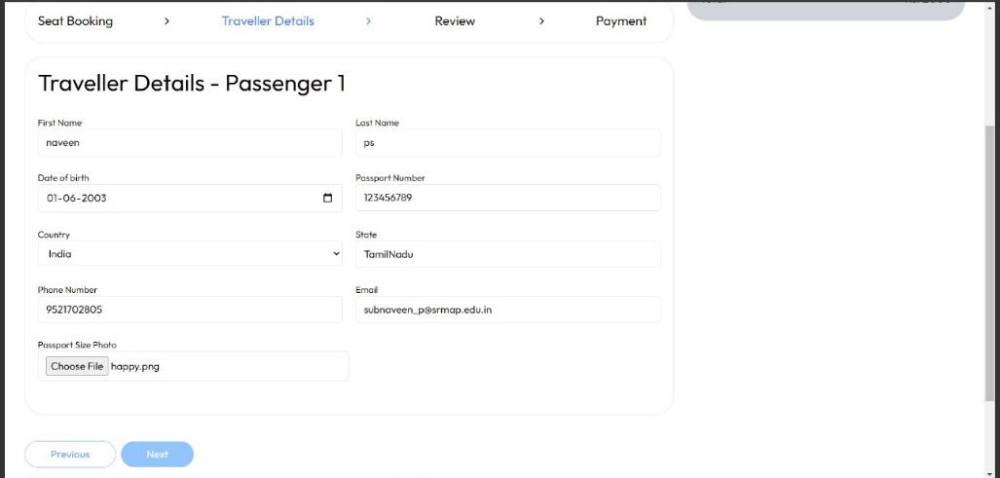 Seat Booking > Traveller Details > Review > Payment
Traveller Details - Passenger 1
First Name Last Name
naveen ps
Date of birth Passport Number
01-06-2003 123456789
Country State
India TamilNadu
Phone Number Email
9521702805 subnaveen_p@srmap.edu.in
Passport Size Photo
Choose File happy.png
Previous Next